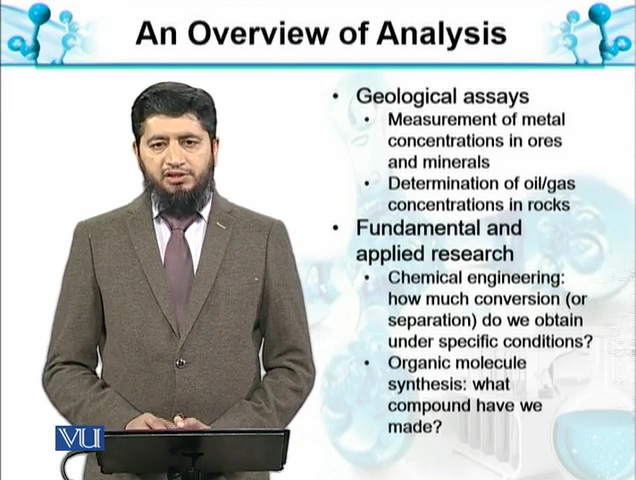 An Overview of Analysis
• Geological assays
• Measurement of metal
concentrations in ores
and minerals
• Determination of oil/gas
concentrations in rocks
• Fundamental and
applied research
• Chemical engineering:
how much conversion (or
separation) do we obtain
under specific conditions?
• Organic molecule
synthesis: what
compound have we
made?
VU